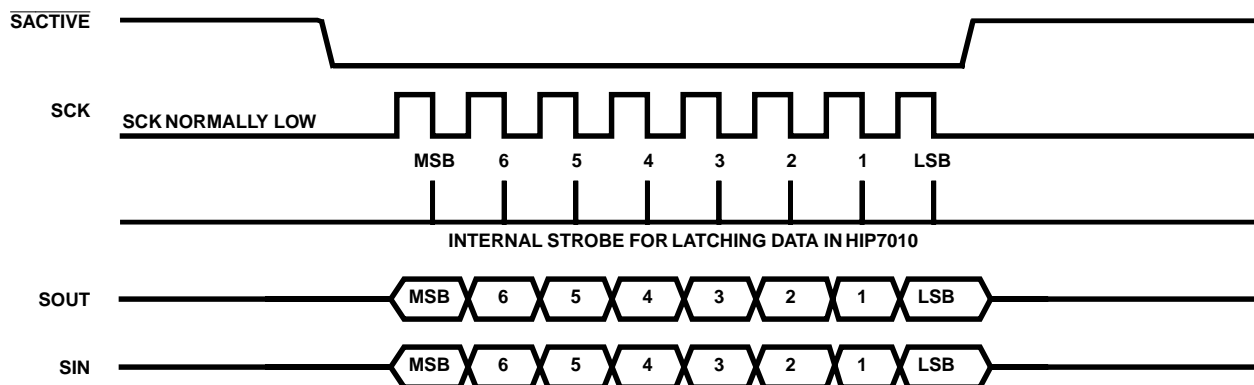 SACTIVE
SCK
SCK NORMALLY LOW
MSB 6 5 4 3 2 1 LSB
INTERNAL STROBE FOR LATCHING DATA IN HIP7010
SOUT MSB 6 5 4 3 2 1 LSB
SIN MSB 6 5 4 3 2 1 LSB